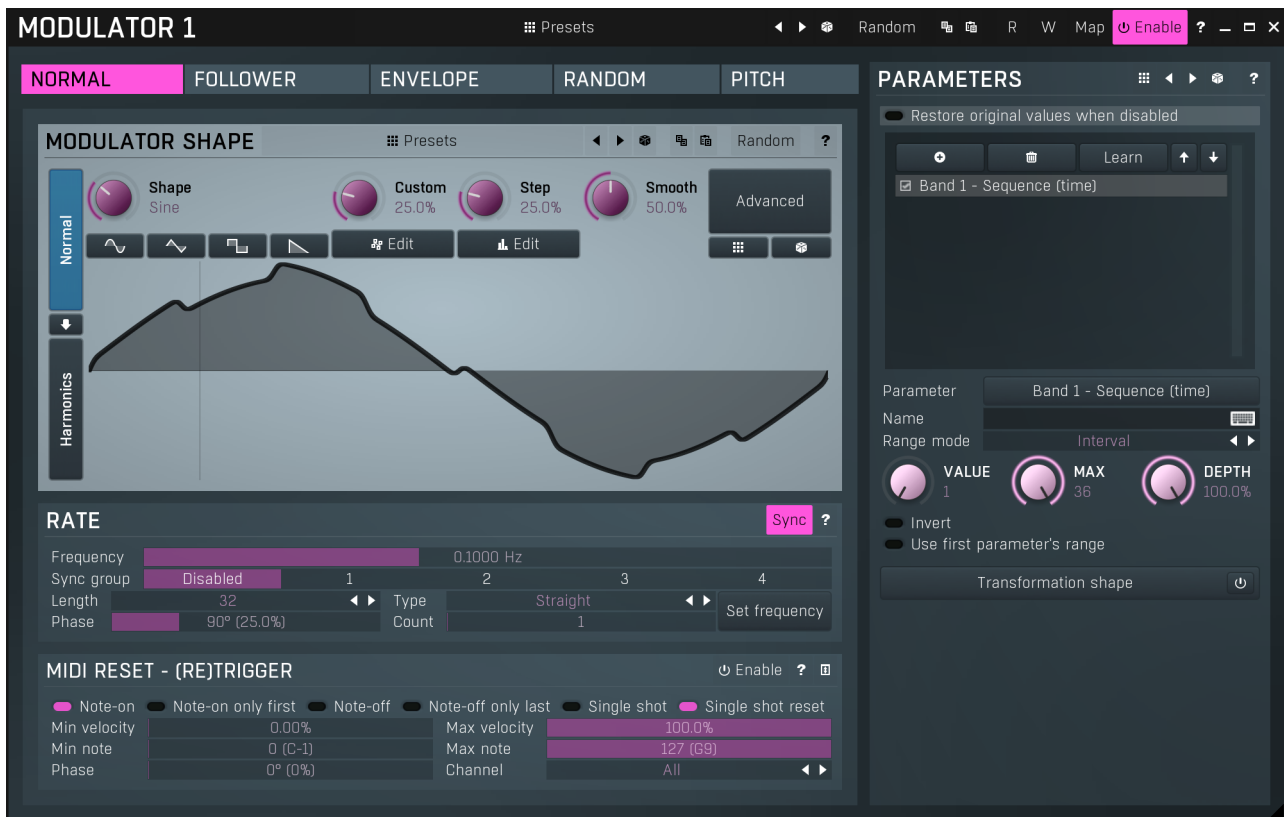 MODULATOR 1 Presets Random R W Map Enable ?
NORMAL FOLLOWER ENVELOPE RANDOM PITCH
MODULATOR SHAPE Presets Random ?
Normal
Harmonics
Shape Sine
Custom 25.0%
Step 25.0%
Smooth 50.0%
Advanced
Edit Edit
RATE Sync ?
Frequency 0.1000 Hz
Sync group Disabled 1 2 3 4
Length 32 Type Straight
Set frequency
Phase 90° (25.0%) Count 1
MIDI RESET - (RE)TRIGGER Enable ?
Note-on Note-on only first Note-off Note-off only last Single shot Single shot reset
Min velocity 0.00% Max velocity 100.0%
Min note 0 (C-1) Max note 127 (G9)
Phase 0° (0%) Channel All
PARAMETERS ?
Restore original values when disabled
Learn
Band 1 - Sequence (time)
Parameter Band 1 - Sequence (time)
Name
Range mode Interval
VALUE 1
MAX 36
DEPTH 100.0%
Invert
Use first parameter's range
Transformation shape